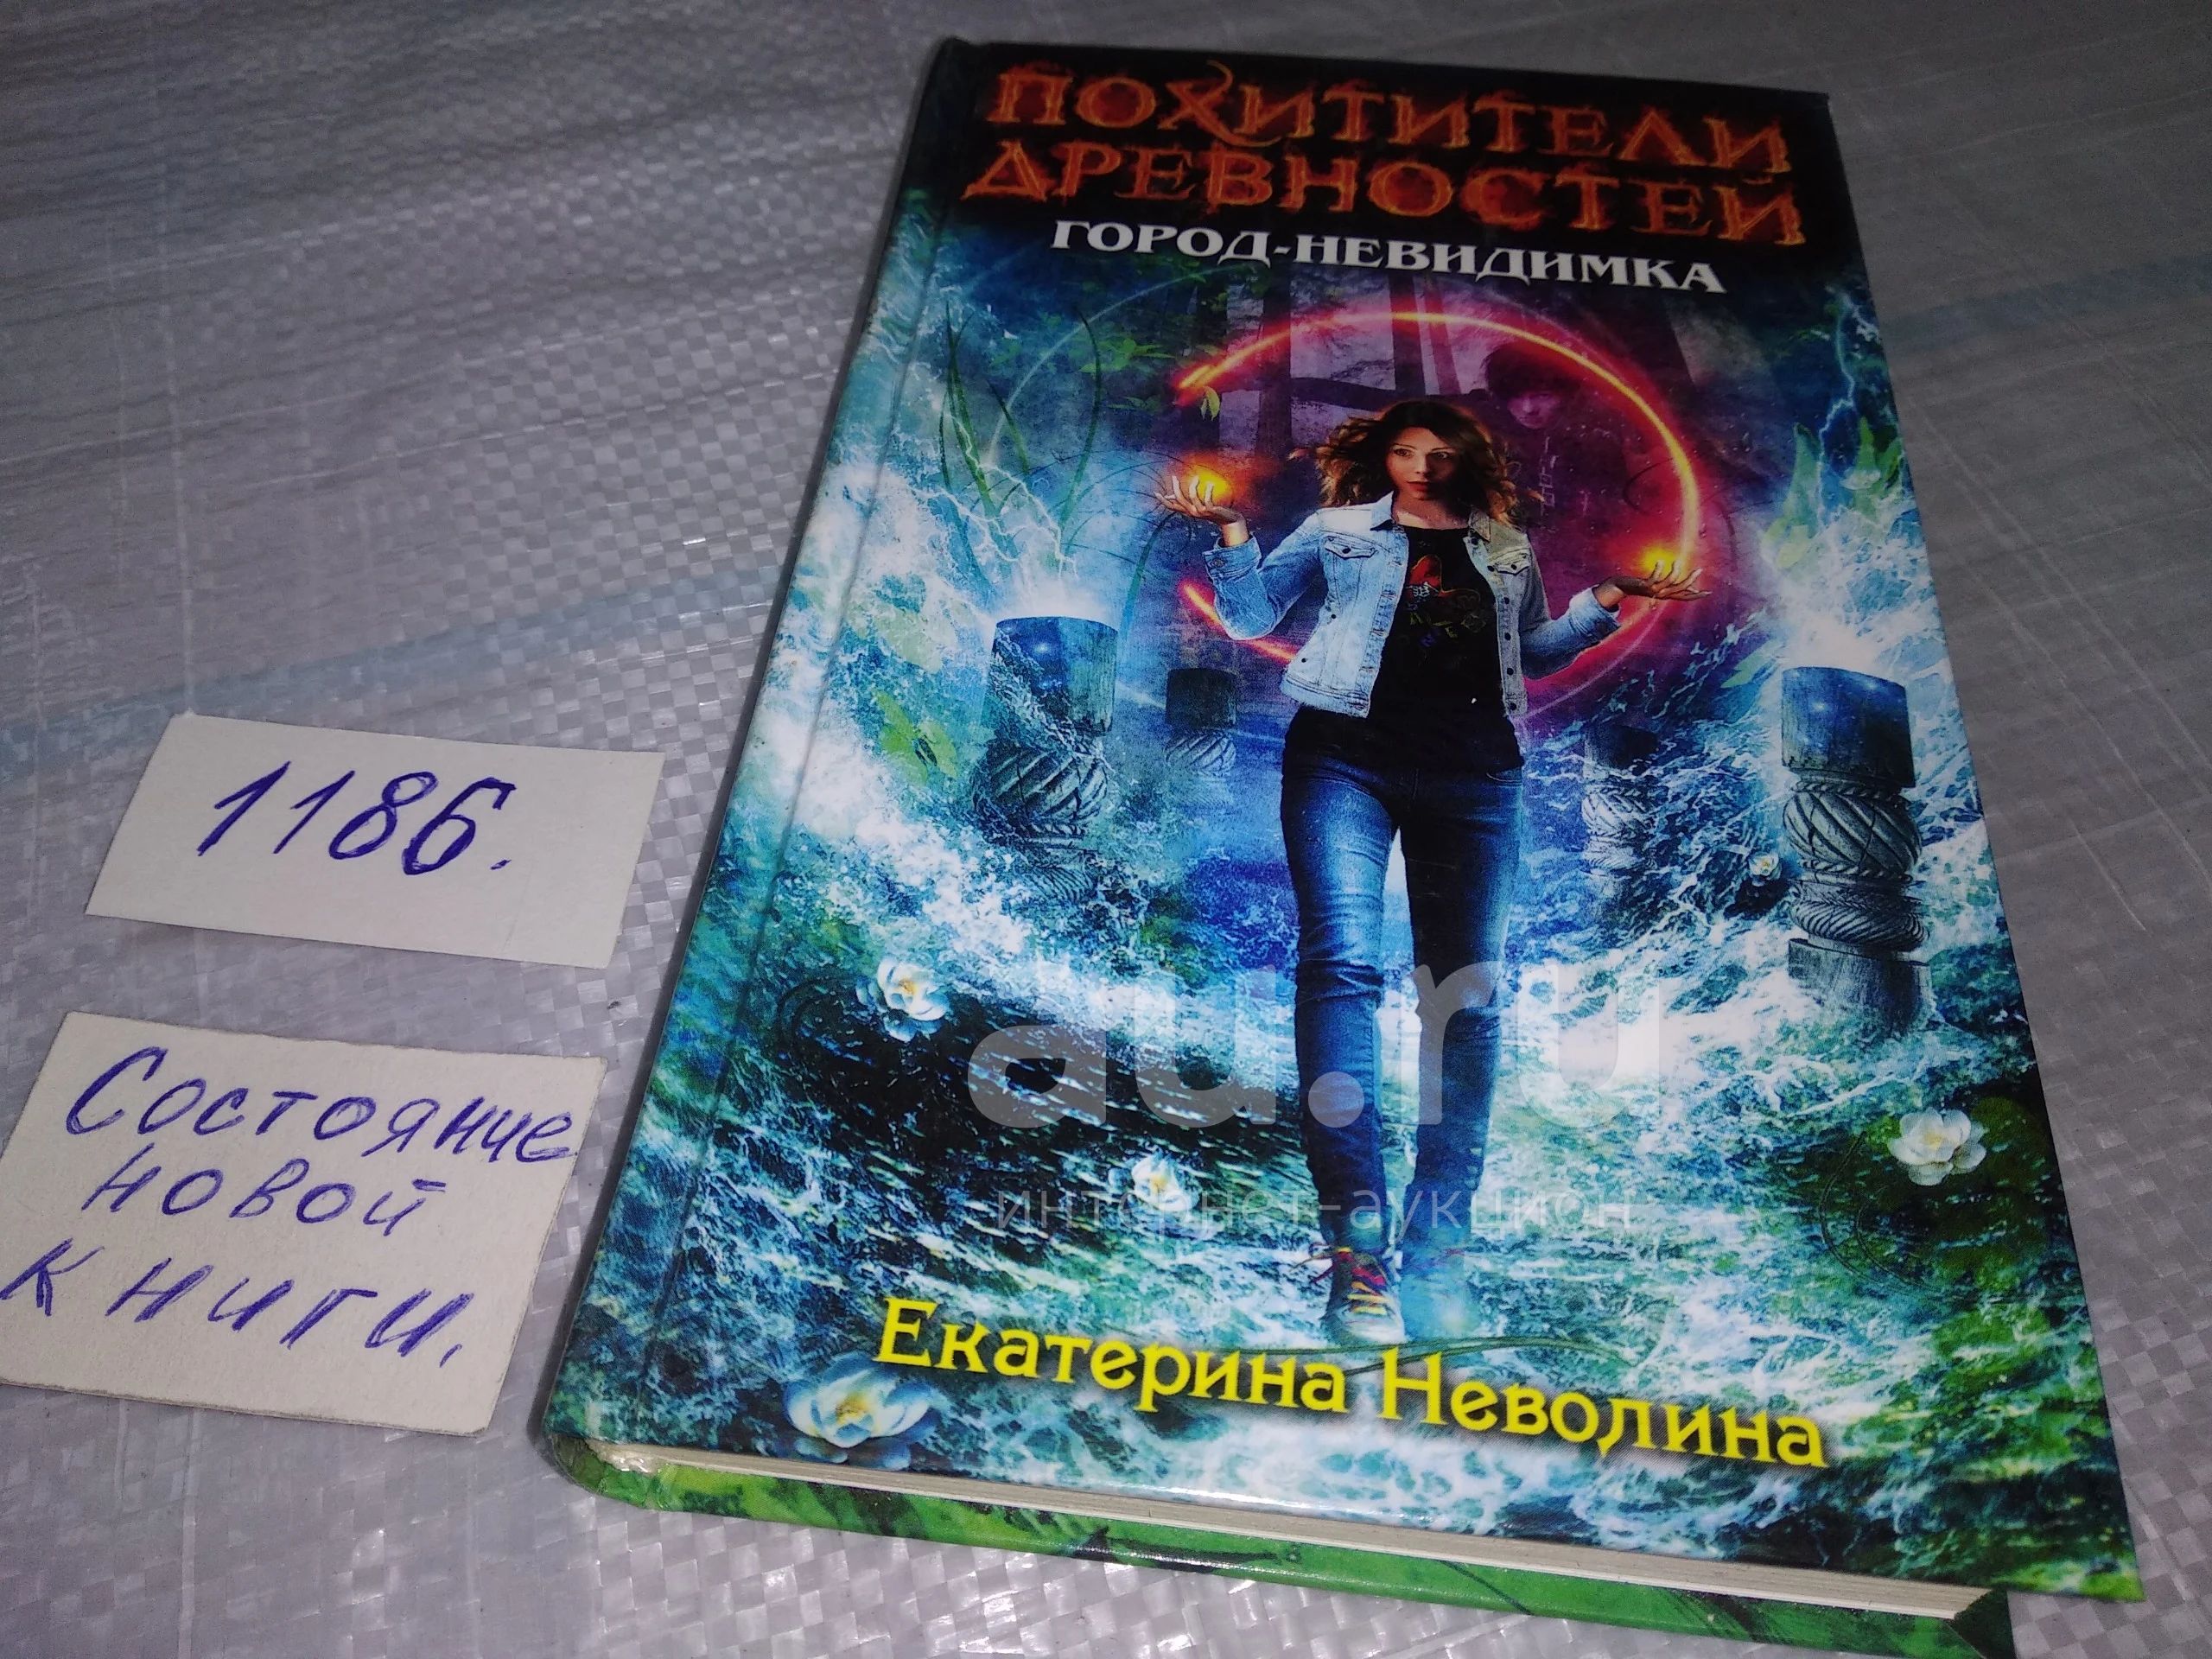 ПОХИТИТЕЛИ
ДРЕВНОСТЕЙ
ГОРОД-НЕВИДИМКА
1186.
Состояние
новой
книги.
au.ru
интернет-аукцион
Екатерина Неволина